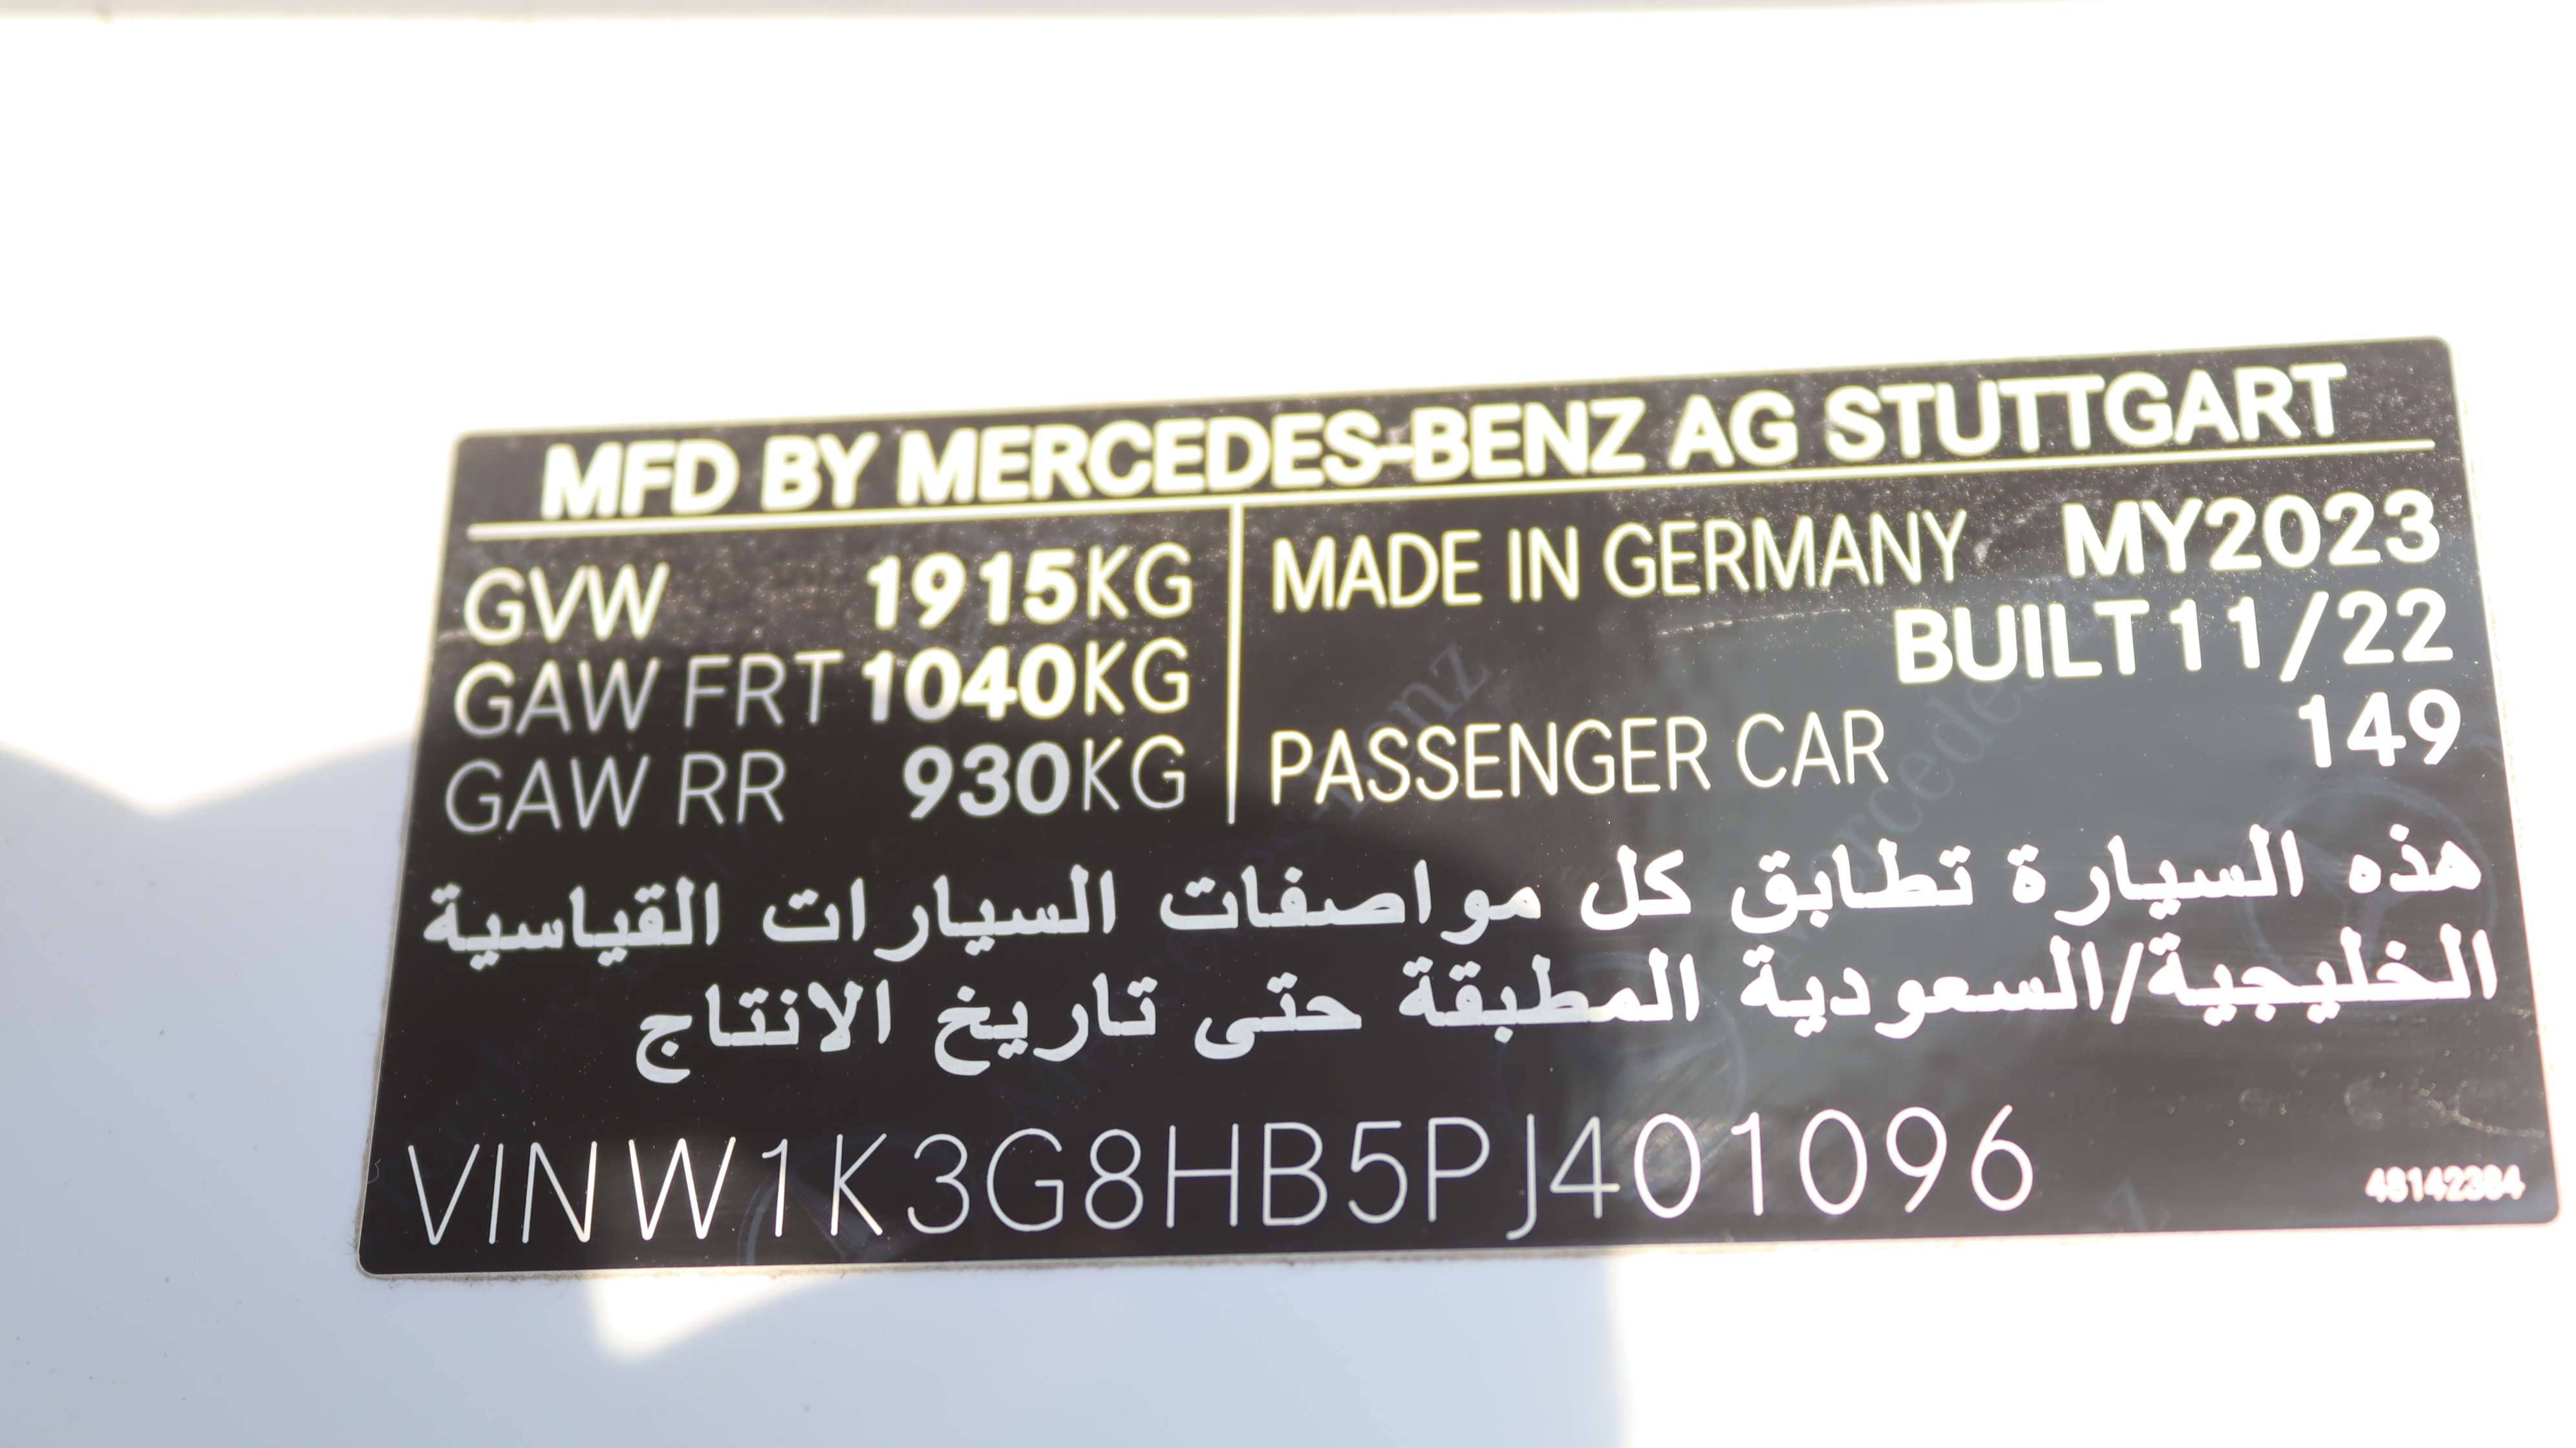 MFD BY MERCEDES-BENZ AG STUTTGART
GVW 1915KG
GAW FRT 1040KG
GAW RR 930KG
MADE IN GERMANY MY2023
BUILT 11/22
PASSENGER CAR 149
هذه السيارة تطابق كل مواصفات السيارات القياسية
الخليجية/السعودية المطبقة حتى تاريخ الانتاج
VIN W1K3G8HB5PJ401096
48142384